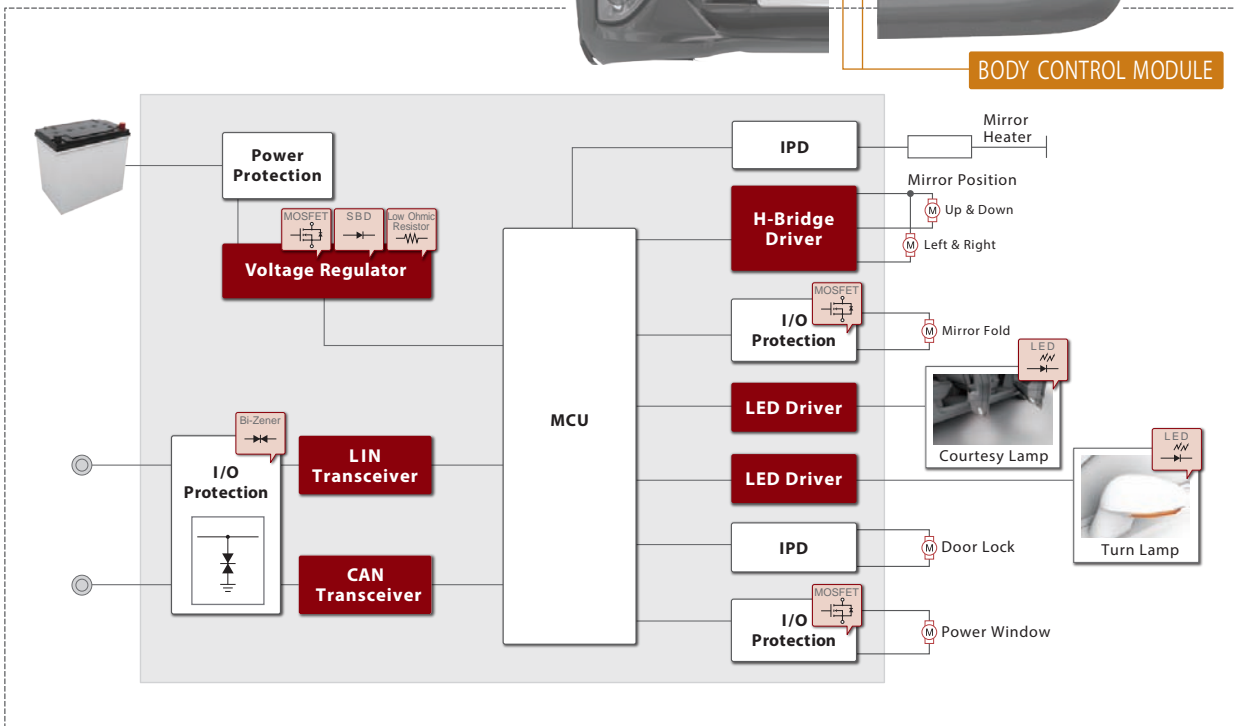 BODY CONTROL MODULE
Power
Protection
MOSFET
SBD
Low Ohmic
Resistor
Voltage Regulator
Bi-Zener
I/O
Protection
LIN
Transceiver
CAN
Transceiver
MCU
IPD
Mirror
Heater
H-Bridge
Driver
Mirror Position
M Up & Down
M Left & Right
MOSFET
I/O
Protection
M Mirror Fold
LED Driver
LED
Courtesy Lamp
LED Driver
LED
Turn Lamp
IPD
M Door Lock
MOSFET
I/O
Protection
M Power Window